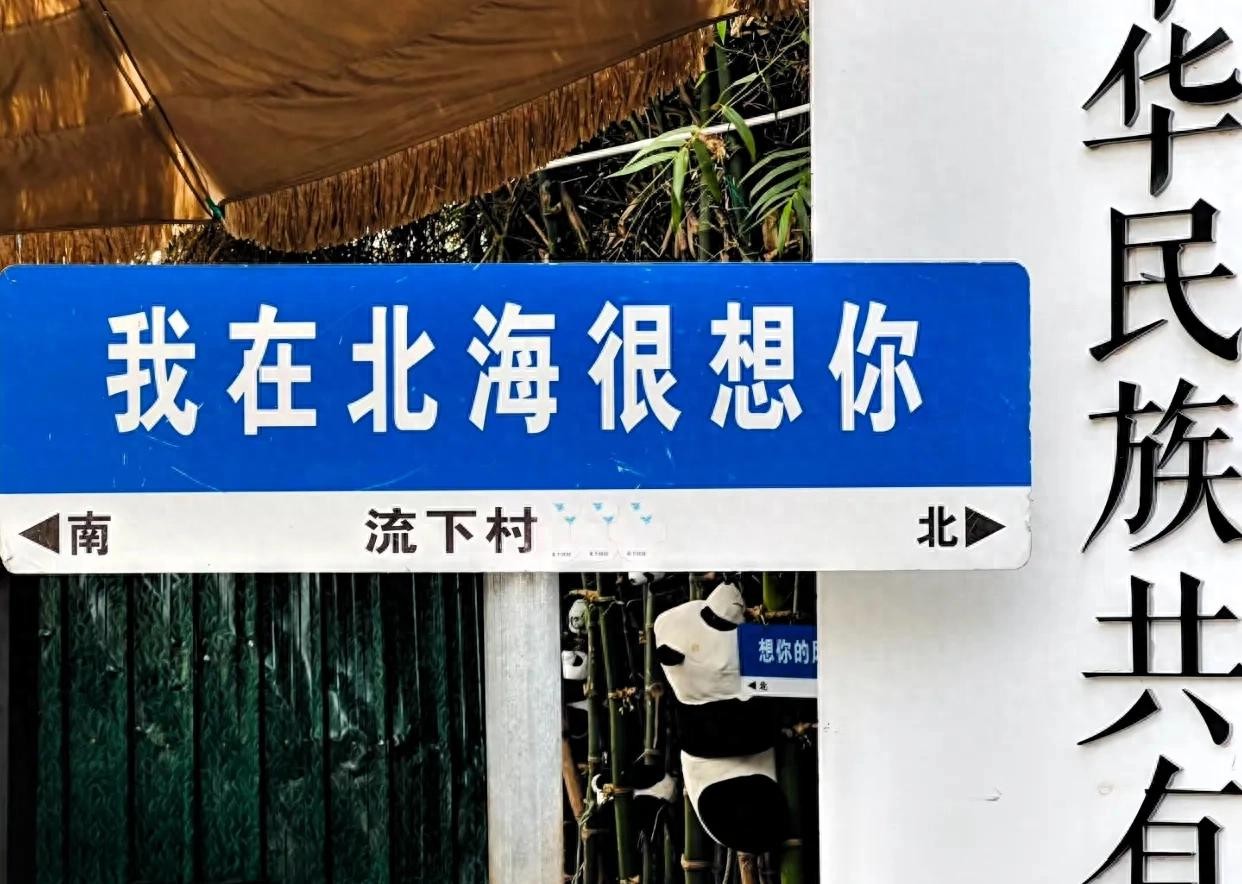 我在北海很想你
南 流下村 北
想你的
北
华民族共有